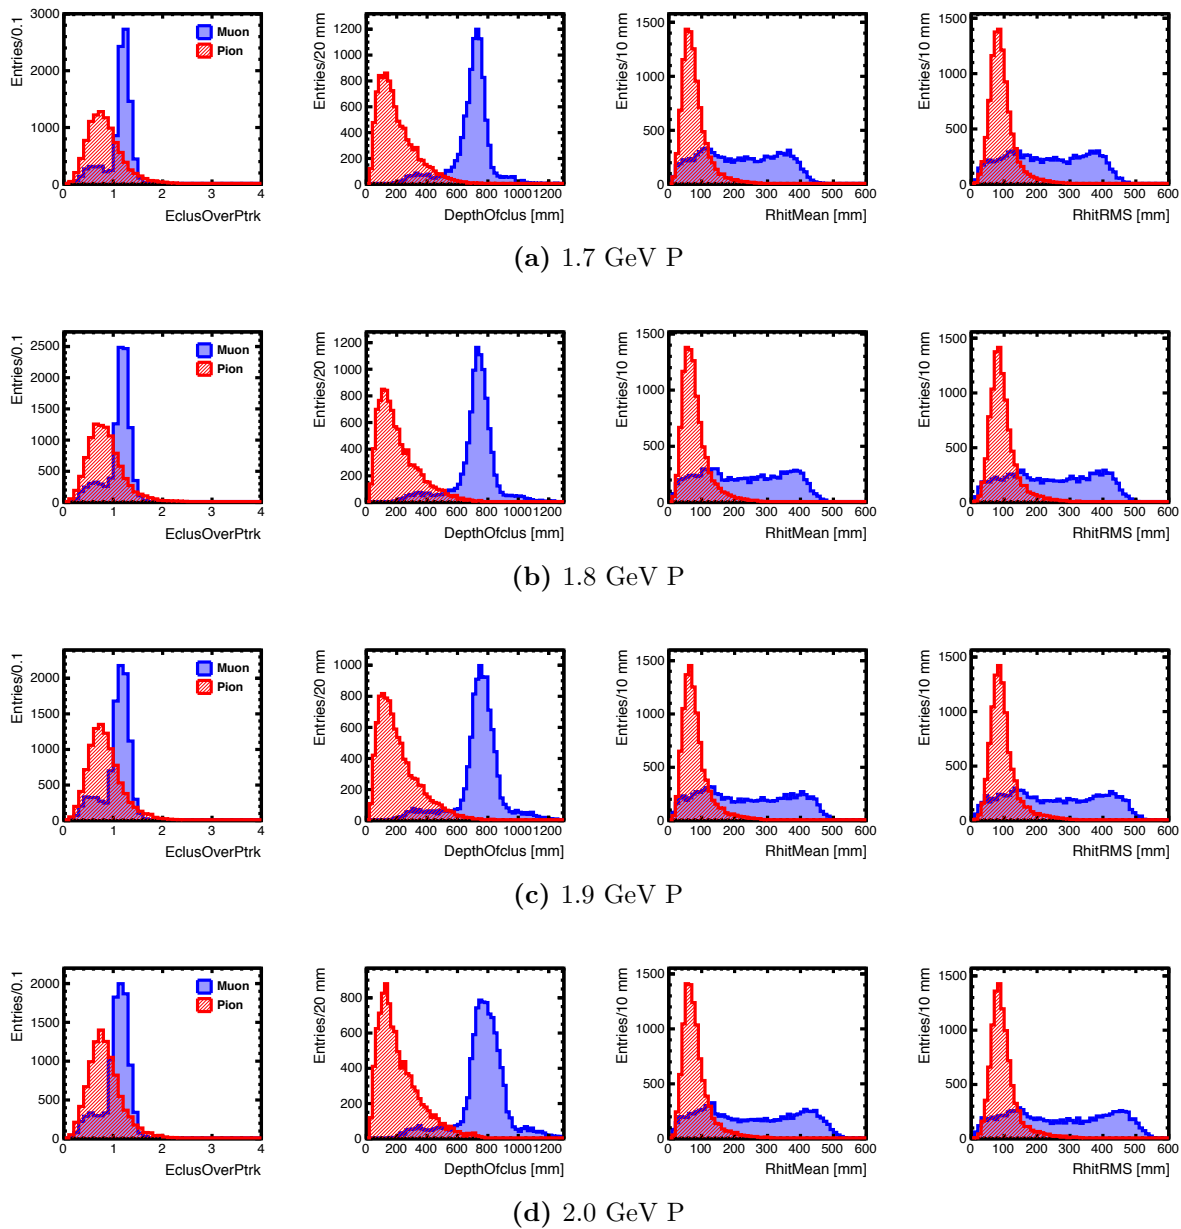 Entries/0.1
3000
2000
1000
0
0 1 2 3 4
EclusOverPtrk
Muon
Pion
Entries/20 mm
1200
1000
800
600
400
200
0
0 200 400 600 800 1000 1200
DepthOfclus [mm]
Entries/10 mm
1500
1000
500
0
0 100 200 300 400 500 600
RhitMean [mm]
Entries/10 mm
1500
1000
500
0
0 100 200 300 400 500 600
RhitRMS [mm]
(a) 1.7 GeV P
Entries/0.1
2500
2000
1500
1000
500
0
0 1 2 3 4
EclusOverPtrk
Muon
Pion
Entries/20 mm
1200
1000
800
600
400
200
0
0 200 400 600 800 1000 1200
DepthOfclus [mm]
Entries/10 mm
1500
1000
500
0
0 100 200 300 400 500 600
RhitMean [mm]
Entries/10 mm
1500
1000
500
0
0 100 200 300 400 500 600
RhitRMS [mm]
(b) 1.8 GeV P
Entries/0.1
2000
1500
1000
500
0
0 1 2 3 4
EclusOverPtrk
Muon
Pion
Entries/20 mm
1000
800
600
400
200
0
0 200 400 600 800 1000 1200
DepthOfclus [mm]
Entries/10 mm
1500
1000
500
0
0 100 200 300 400 500 600
RhitMean [mm]
Entries/10 mm
1500
1000
500
0
0 100 200 300 400 500 600
RhitRMS [mm]
(c) 1.9 GeV P
Entries/0.1
2000
1500
1000
500
0
0 1 2 3 4
EclusOverPtrk
Muon
Pion
Entries/20 mm
800
600
400
200
0
0 200 400 600 800 1000 1200
DepthOfclus [mm]
Entries/10 mm
1500
1000
500
0
0 100 200 300 400 500 600
RhitMean [mm]
Entries/10 mm
1500
1000
500
0
0 100 200 300 400 500 600
RhitRMS [mm]
(d) 2.0 GeV P